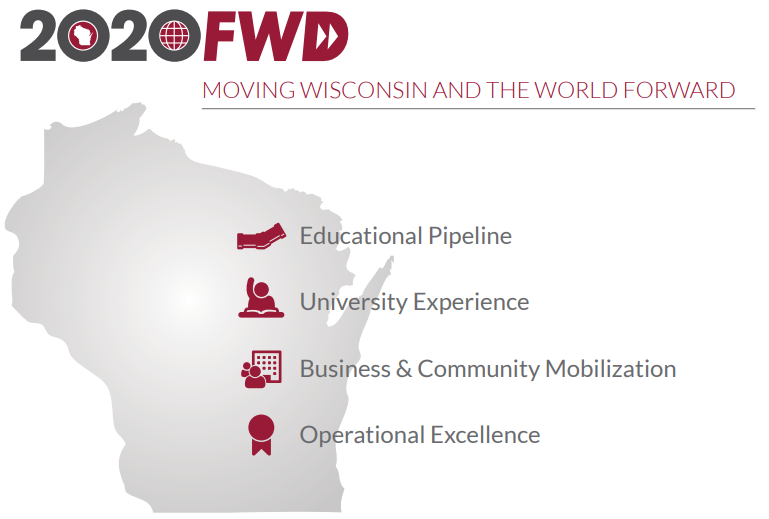 2020FWD
MOVING WISCONSIN AND THE WORLD FORWARD
Educational Pipeline
University Experience
Business & Community Mobilization
Operational Excellence